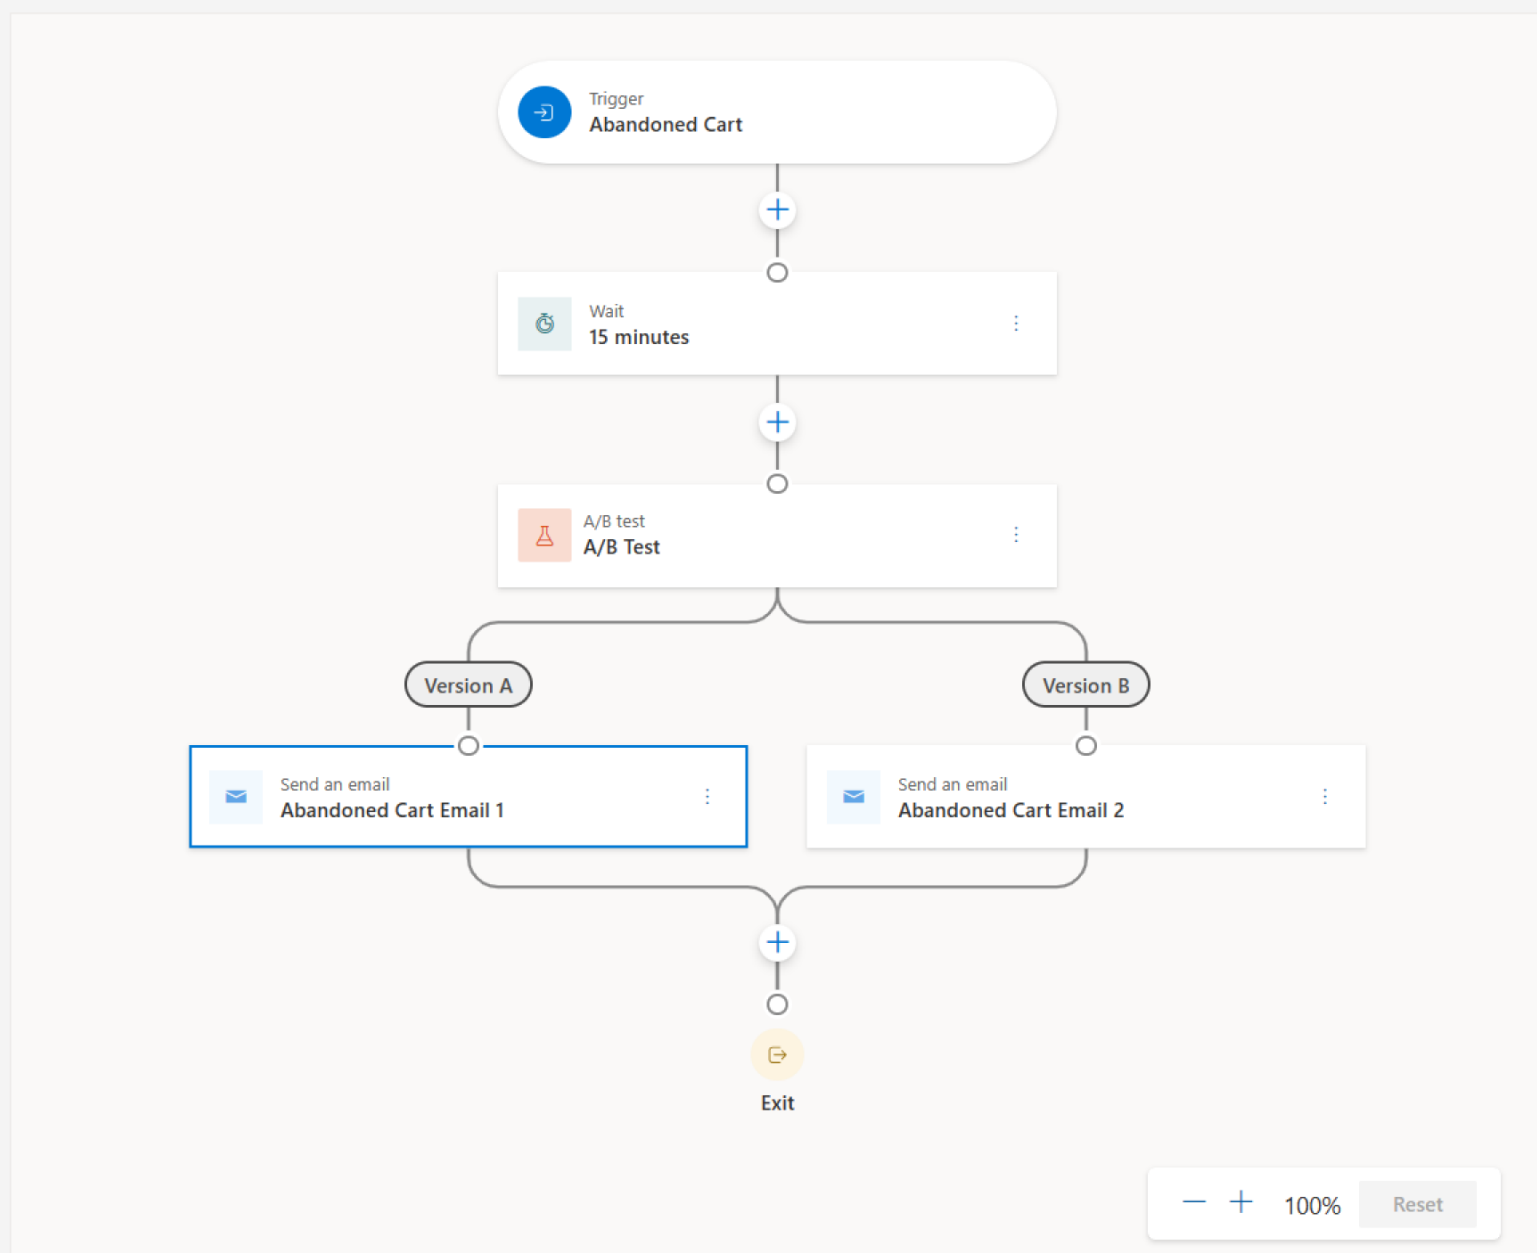 Trigger
Abandoned Cart
Wait
15 minutes
A/B test
A/B Test
Version A
Version B
Send an email
Abandoned Cart Email 1
Send an email
Abandoned Cart Email 2
Exit
100%
Reset